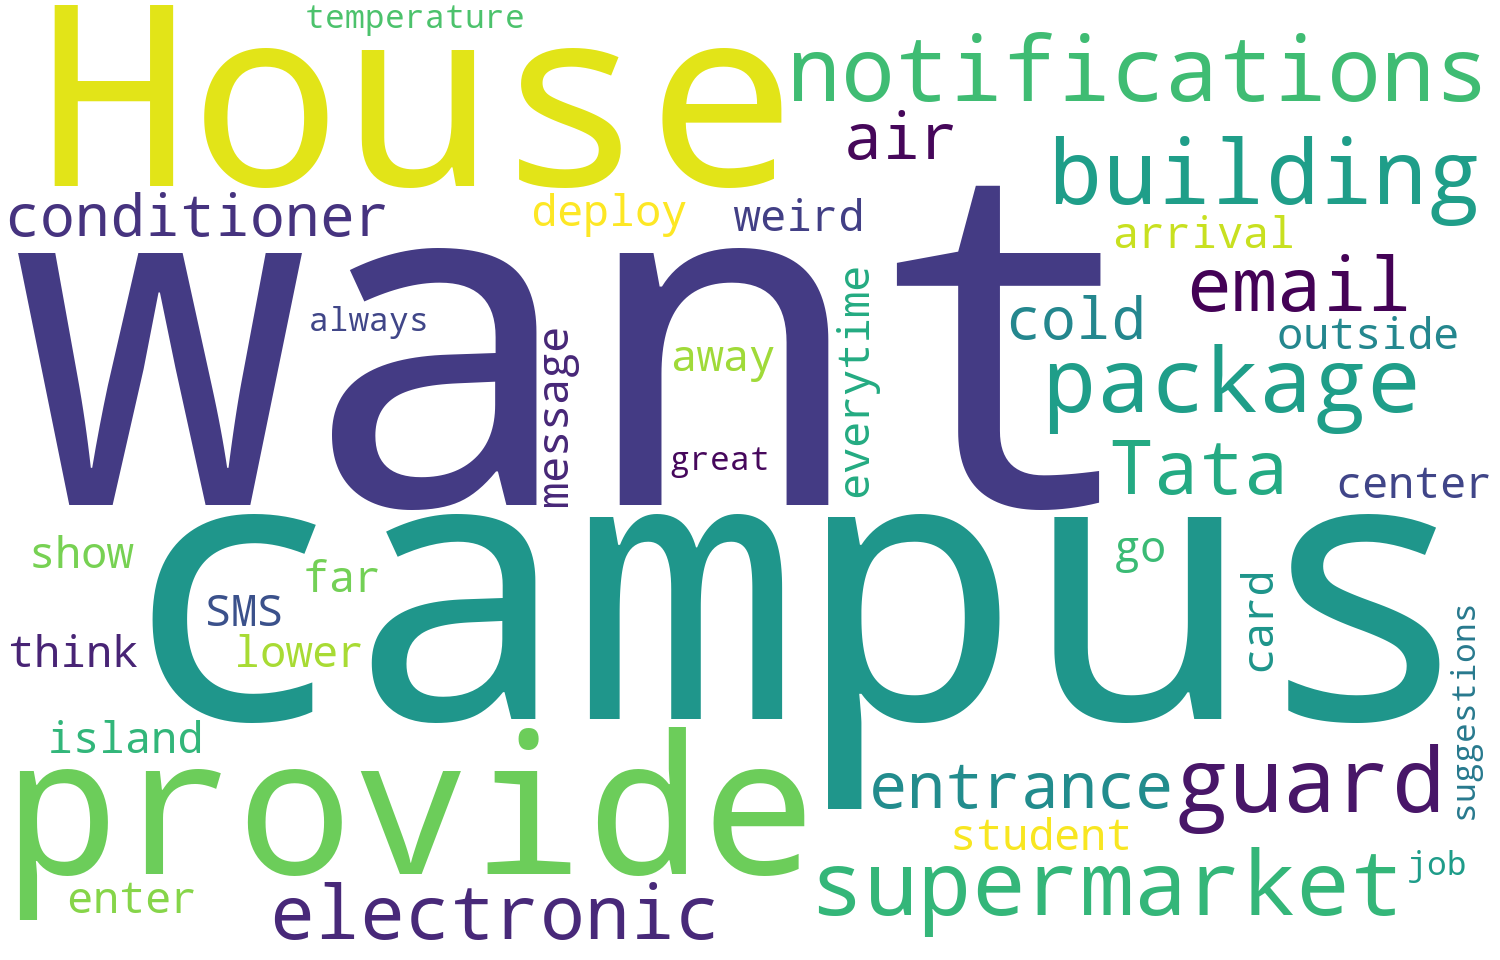 temperature
House
notifications
air
building
conditioner
deploy
weird
arrival
want
email
always
cold
outside
message
away
everytime
package
great
Tata
center
campus
show
far
go
SMS
card
think
lower
suggestions
island
provide
entrance
guard
student
supermarket
job
enter
electronic